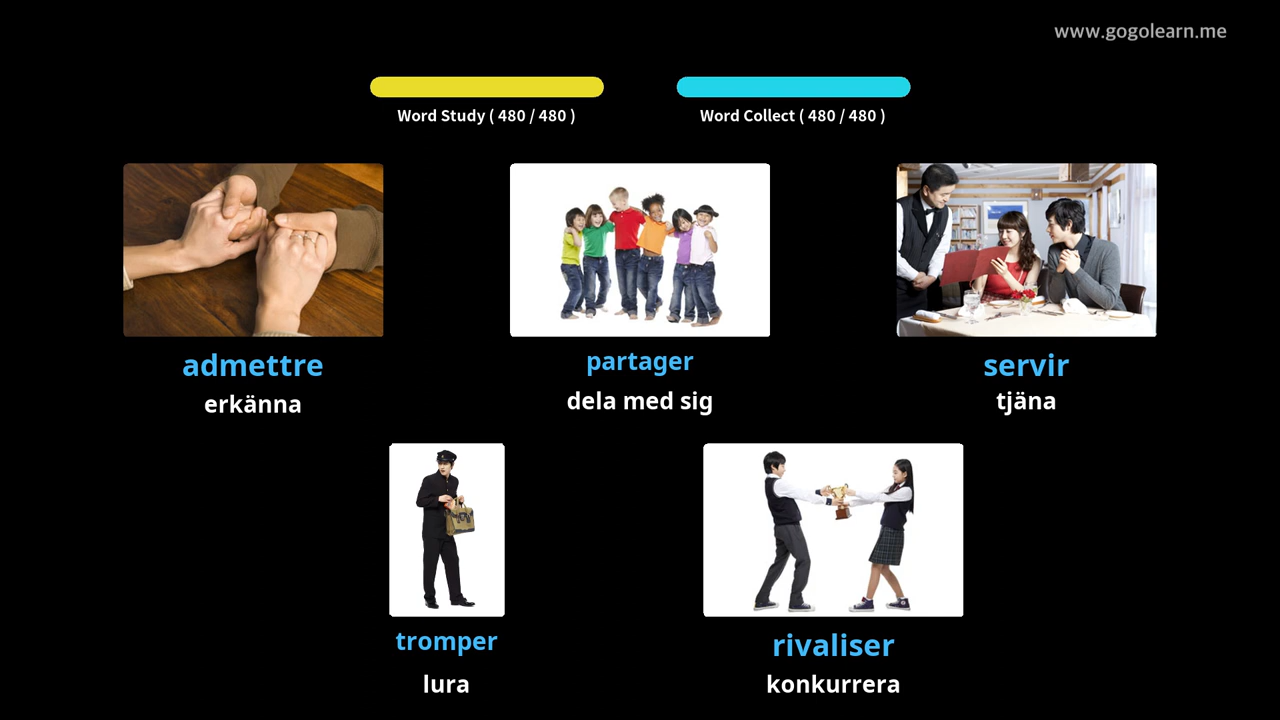 www.gogolearn.me
Word Study ( 480 / 480 )
Word Collect ( 480 / 480 )
admettre
erkänna
partager
dela med sig
servir
tjäna
tromper
lura
rivaliser
konkurrera